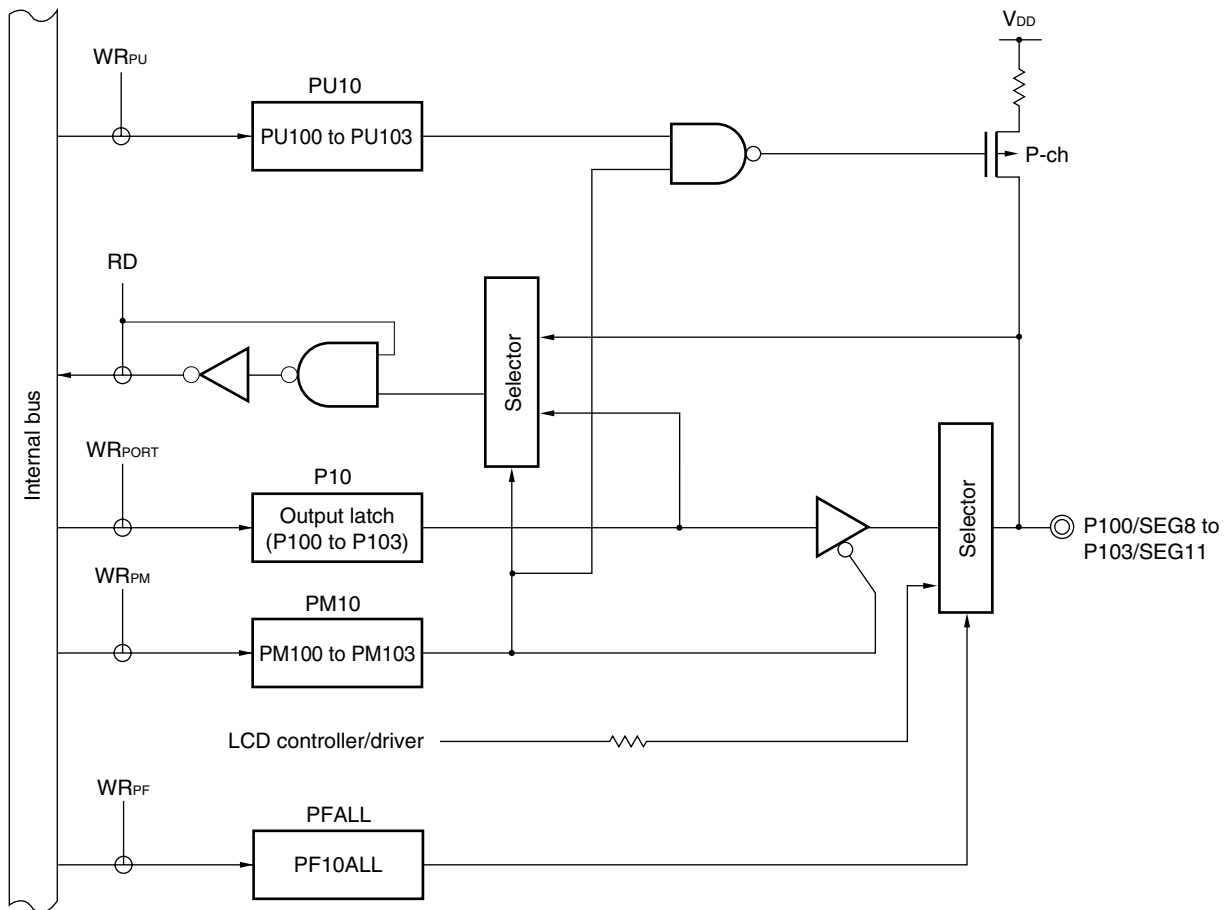 VDD
WRPU
PU10
PU100 to PU103
P-ch
RD
Selector
Internal bus
WRPORT
P10
Output latch
(P100 to P103)
Selector
P100/SEG8 to
P103/SEG11
WRPM
PM10
PM100 to PM103
LCD controller/driver
WRPF
PFALL
PF10ALL